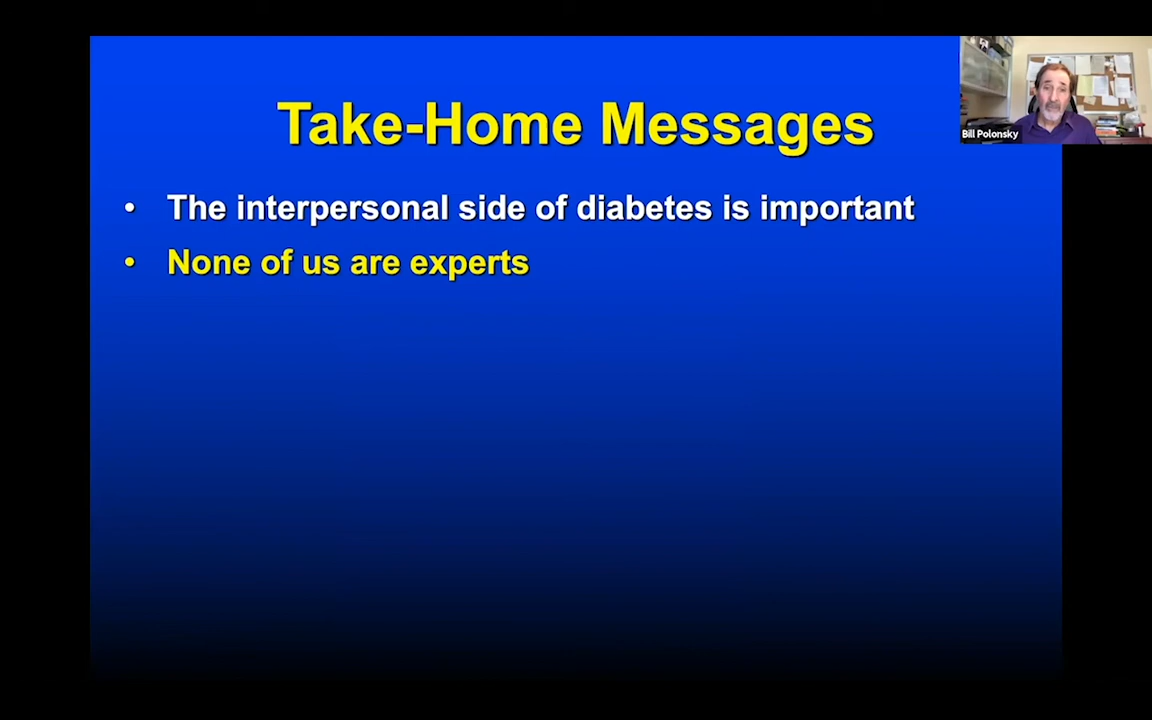 Take-Home Messages
Bill Polonsky
• The interpersonal side of diabetes is important
• None of us are experts